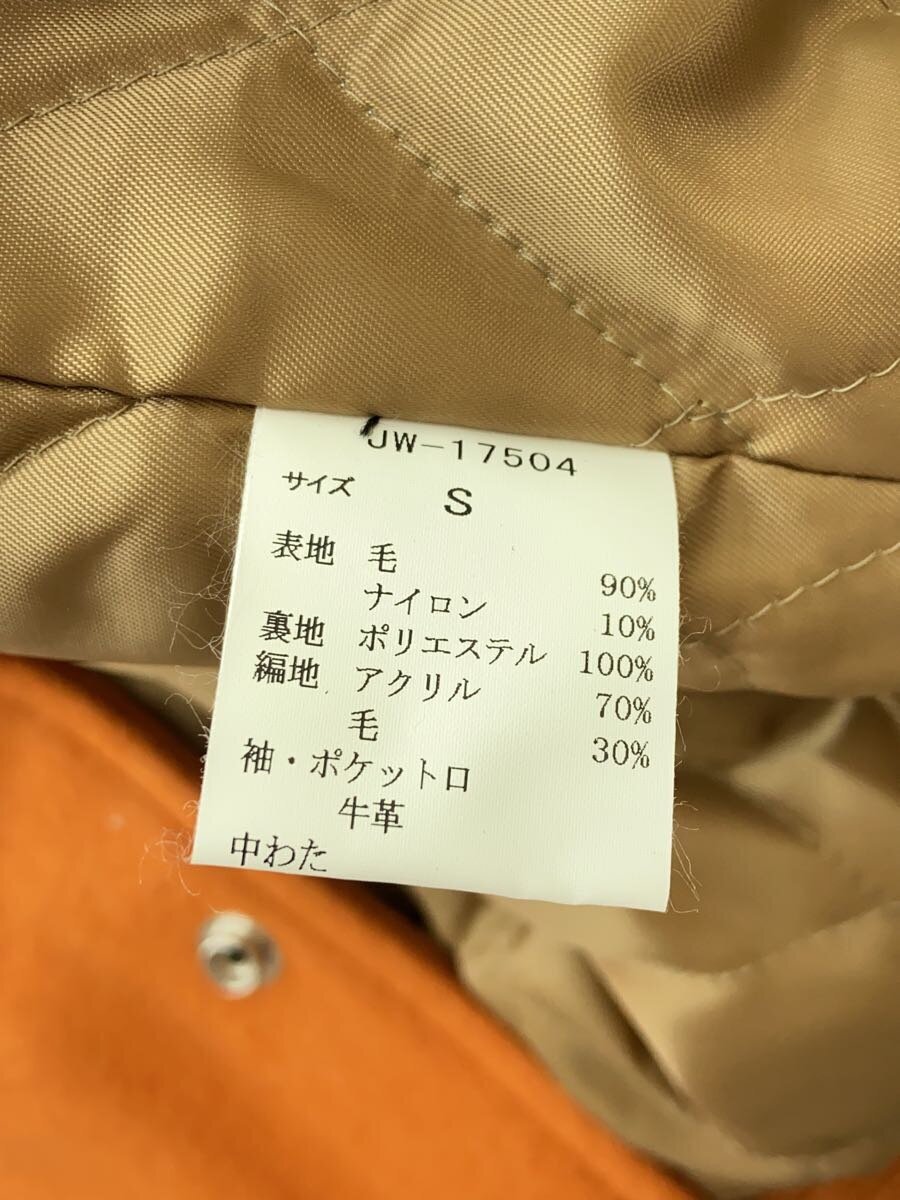 JW-17504
サイズ S
表地 毛 90%
ナイロン 10%
裏地 ポリエステル 100%
編地 アクリル 70%
毛 30%
袖・ポケット口
牛革
中わた